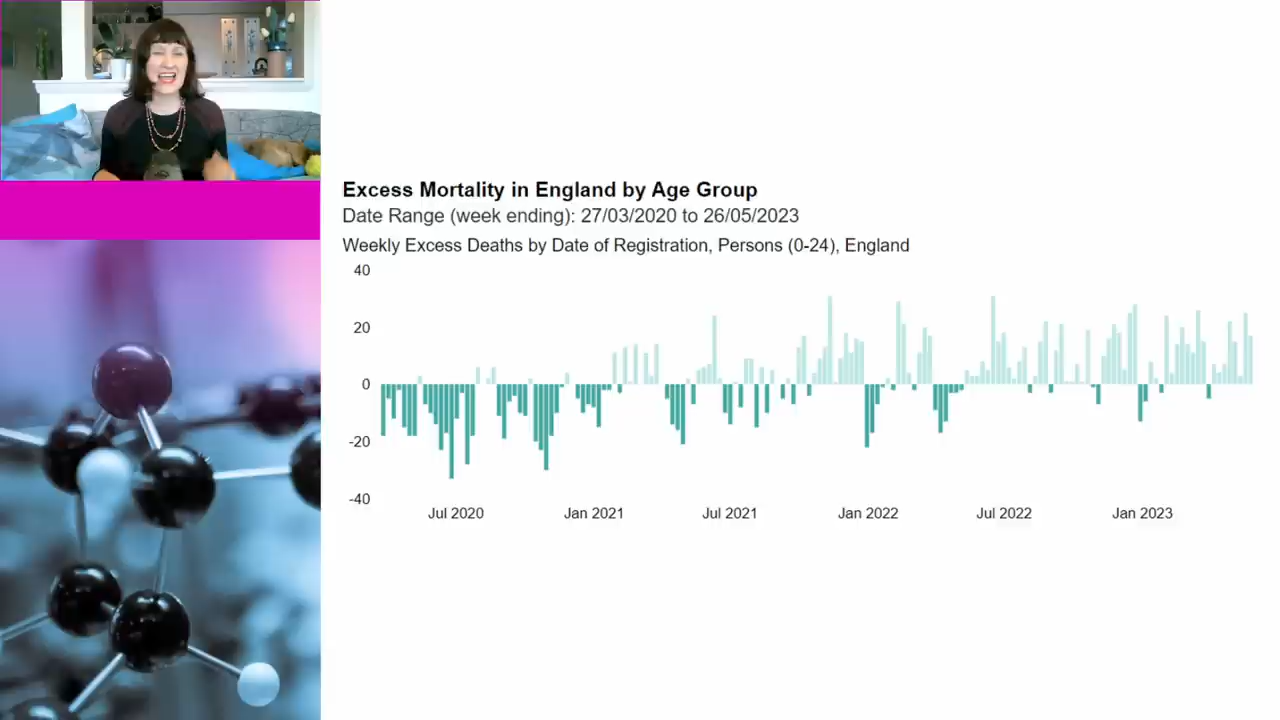 Excess Mortality in England by Age Group
Date Range (week ending): 27/03/2020 to 26/05/2023
Weekly Excess Deaths by Date of Registration, Persons (0-24), England
40
20
0
-20
-40
Jul 2020 Jan 2021 Jul 2021 Jan 2022 Jul 2022 Jan 2023